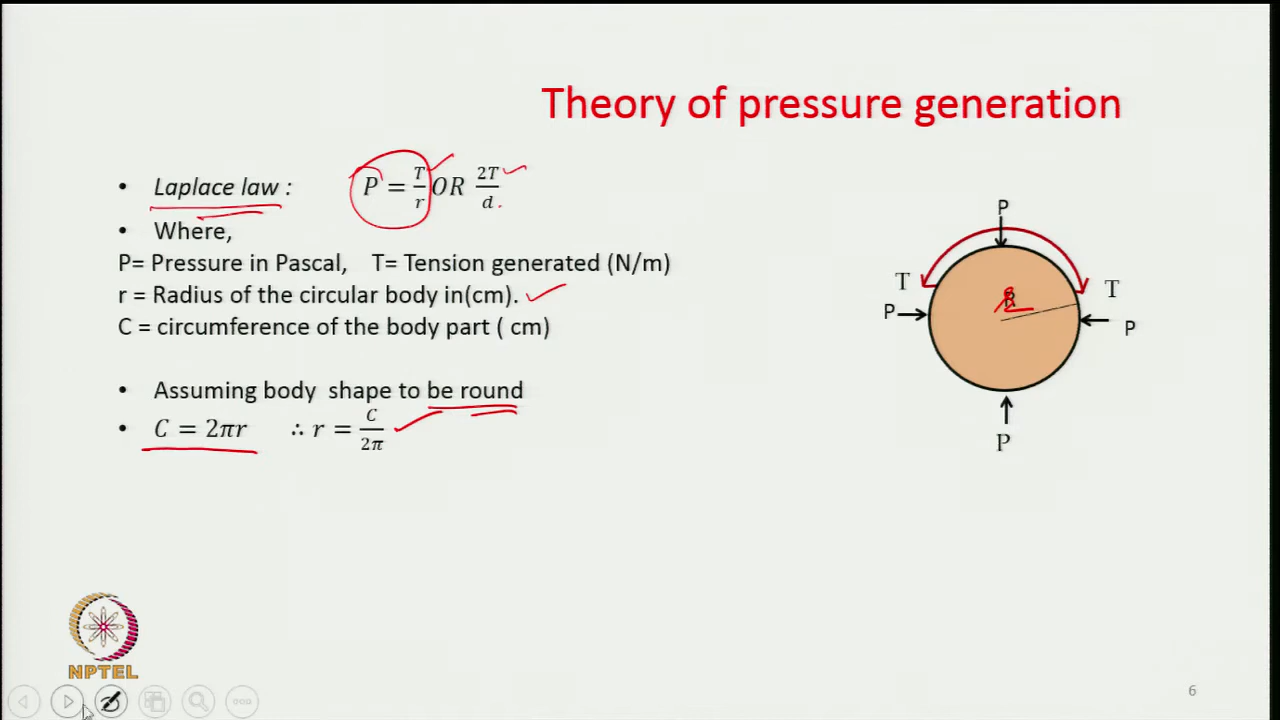 Theory of pressure generation
• Laplace law : P = T/r OR 2T/d
• Where,
P= Pressure in Pascal, T= Tension generated (N/m)
r = Radius of the circular body in(cm).
C = circumference of the body part ( cm)
• Assuming body shape to be round
• C = 2πr ∴ r = C/2π
P
T
T
R
P
P
P
NPTEL
6